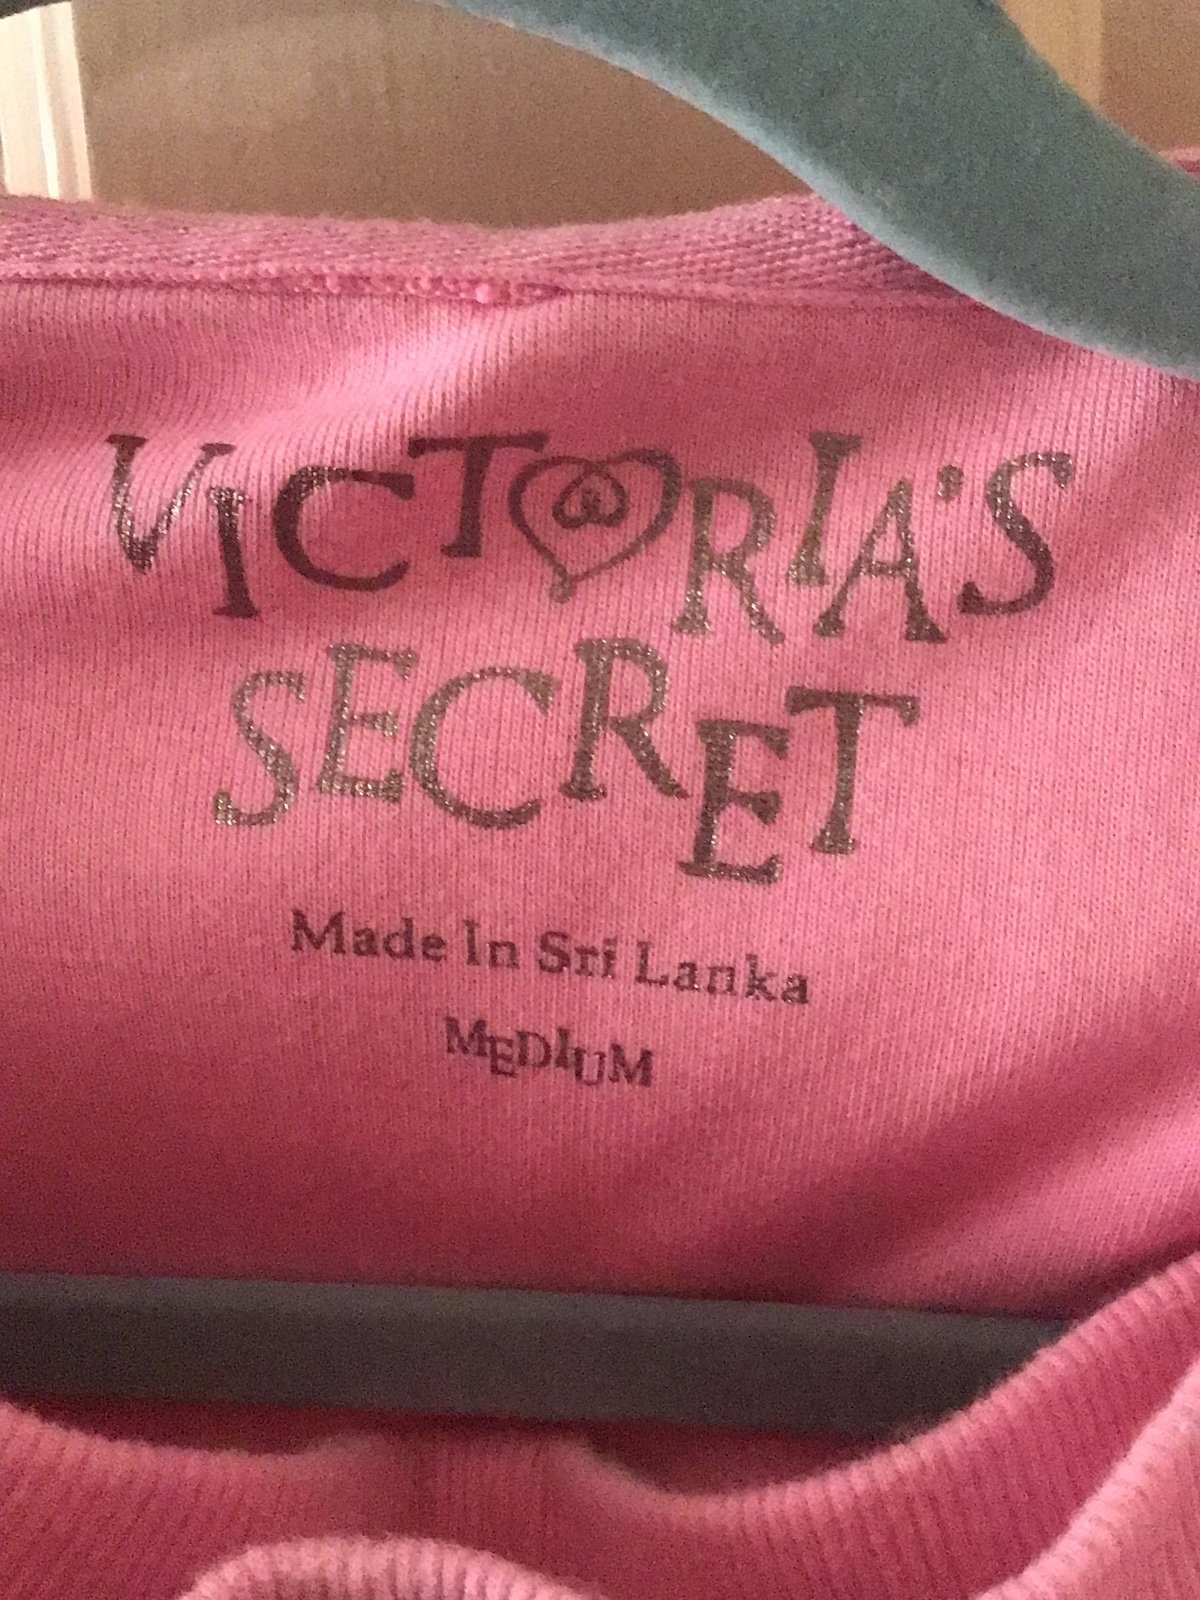 VICTORIA'S
SECRET
Made In Sri Lanka
MEDIUM